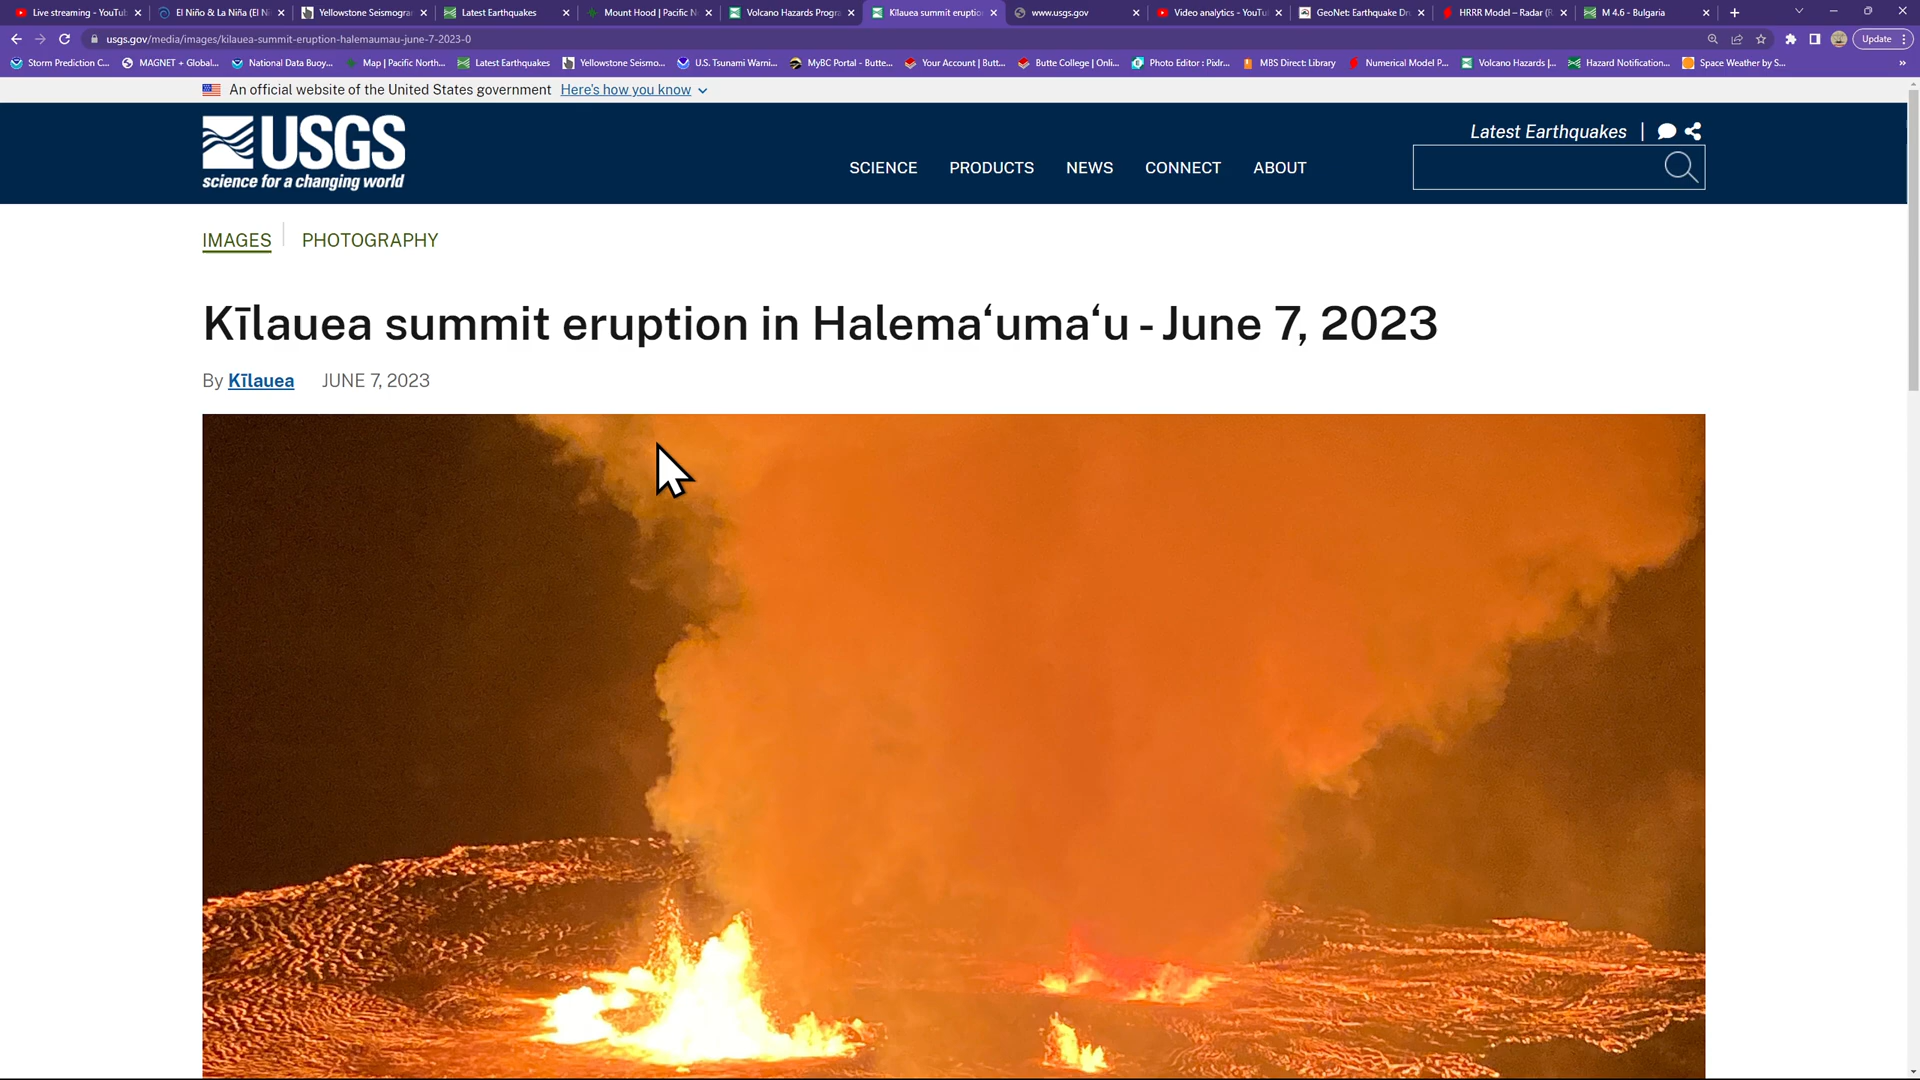 Live streaming - YouTu
El Niño & La Niña (El Ni
Yellowstone Seismogra
Latest Earthquakes
Mount Hood | Pacific N
Volcano Hazards Progra
Kīlauea summit eruptio
www.usgs.gov
Video analytics - YouTu
GeoNet: Earthquake Dr
HRRR Model – Radar (R
M 4.6 - Bulgaria
usgs.gov/media/images/kilauea-summit-eruption-halemaumau-june-7-2023-0
Update
Storm Prediction C...
MAGNET + Global...
National Data Buoy...
Map | Pacific North...
Latest Earthquakes
Yellowstone Seismo...
U.S. Tsunami Warni...
MyBC Portal - Butte...
Your Account | Butt...
Butte College | Onli...
Photo Editor : Pixlr...
MBS Direct: Library
Numerical Model P...
Volcano Hazards |...
Hazard Notification...
Space Weather by S...
An official website of the United States government Here's how you know
USGS
science for a changing world
SCIENCE PRODUCTS NEWS CONNECT ABOUT
Latest Earthquakes |
IMAGES PHOTOGRAPHY
Kīlauea summit eruption in Halemaʻumaʻu - June 7, 2023
By Kīlauea JUNE 7, 2023